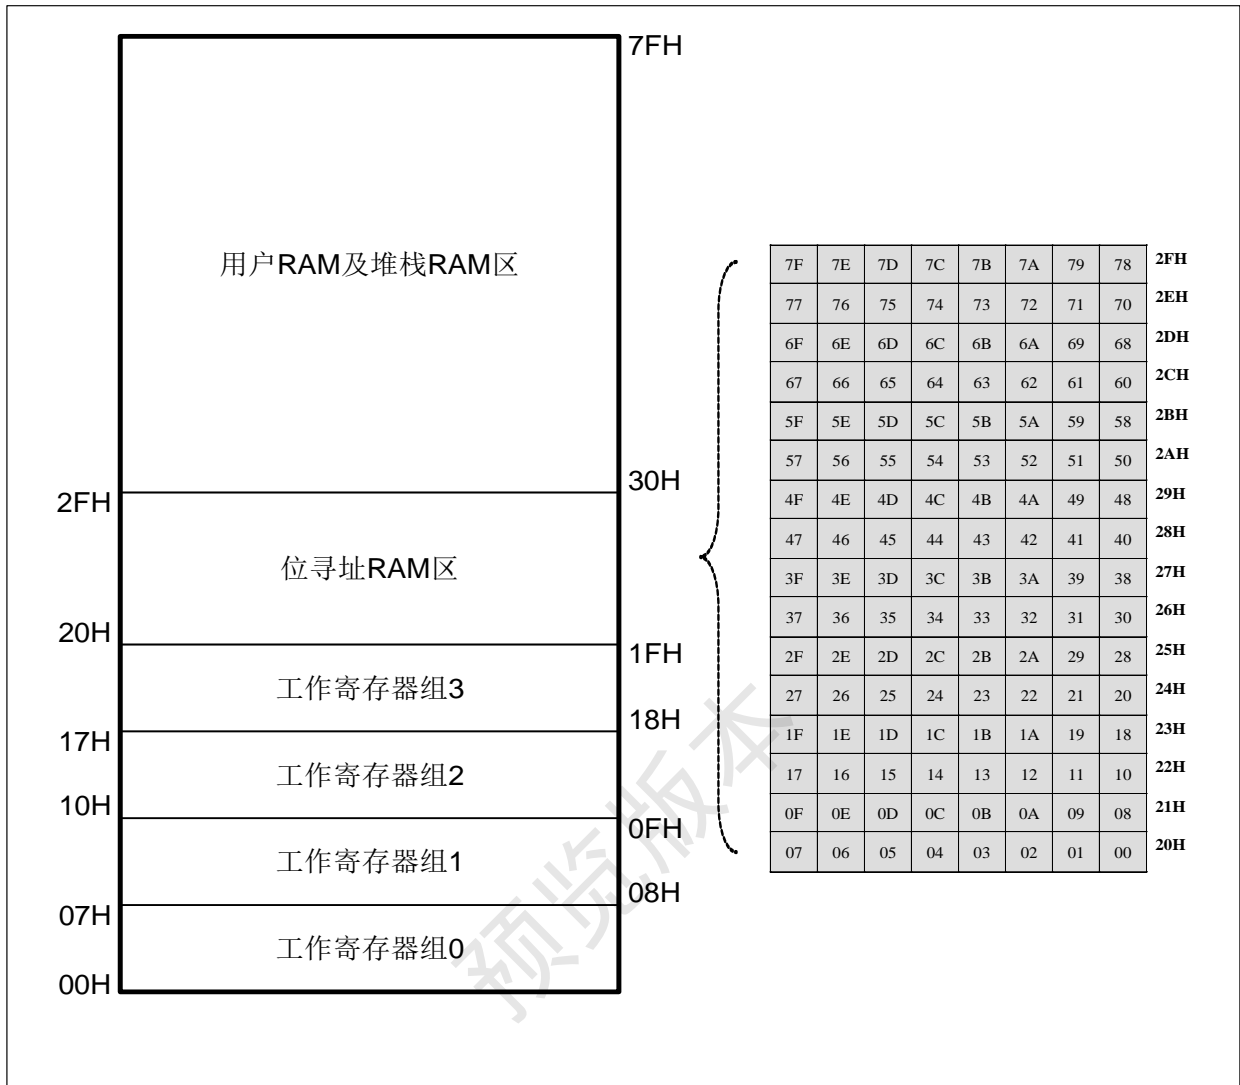 7FH
用户RAM及堆栈RAM区
30H
2FH
位寻址RAM区
20H
1FH
工作寄存器组3
18H
17H
工作寄存器组2
10H
0FH
工作寄存器组1
08H
07H
工作寄存器组0
00H
7F 7E 7D 7C 7B 7A 79 78 2FH
77 76 75 74 73 72 71 70 2EH
6F 6E 6D 6C 6B 6A 69 68 2DH
67 66 65 64 63 62 61 60 2CH
5F 5E 5D 5C 5B 5A 59 58 2BH
57 56 55 54 53 52 51 50 2AH
4F 4E 4D 4C 4B 4A 49 48 29H
47 46 45 44 43 42 41 40 28H
3F 3E 3D 3C 3B 3A 39 38 27H
37 36 35 34 33 32 31 30 26H
2F 2E 2D 2C 2B 2A 29 28 25H
27 26 25 24 23 22 21 20 24H
1F 1E 1D 1C 1B 1A 19 18 23H
17 16 15 14 13 12 11 10 22H
0F 0E 0D 0C 0B 0A 09 08 21H
07 06 05 04 03 02 01 00 20H
预览版本